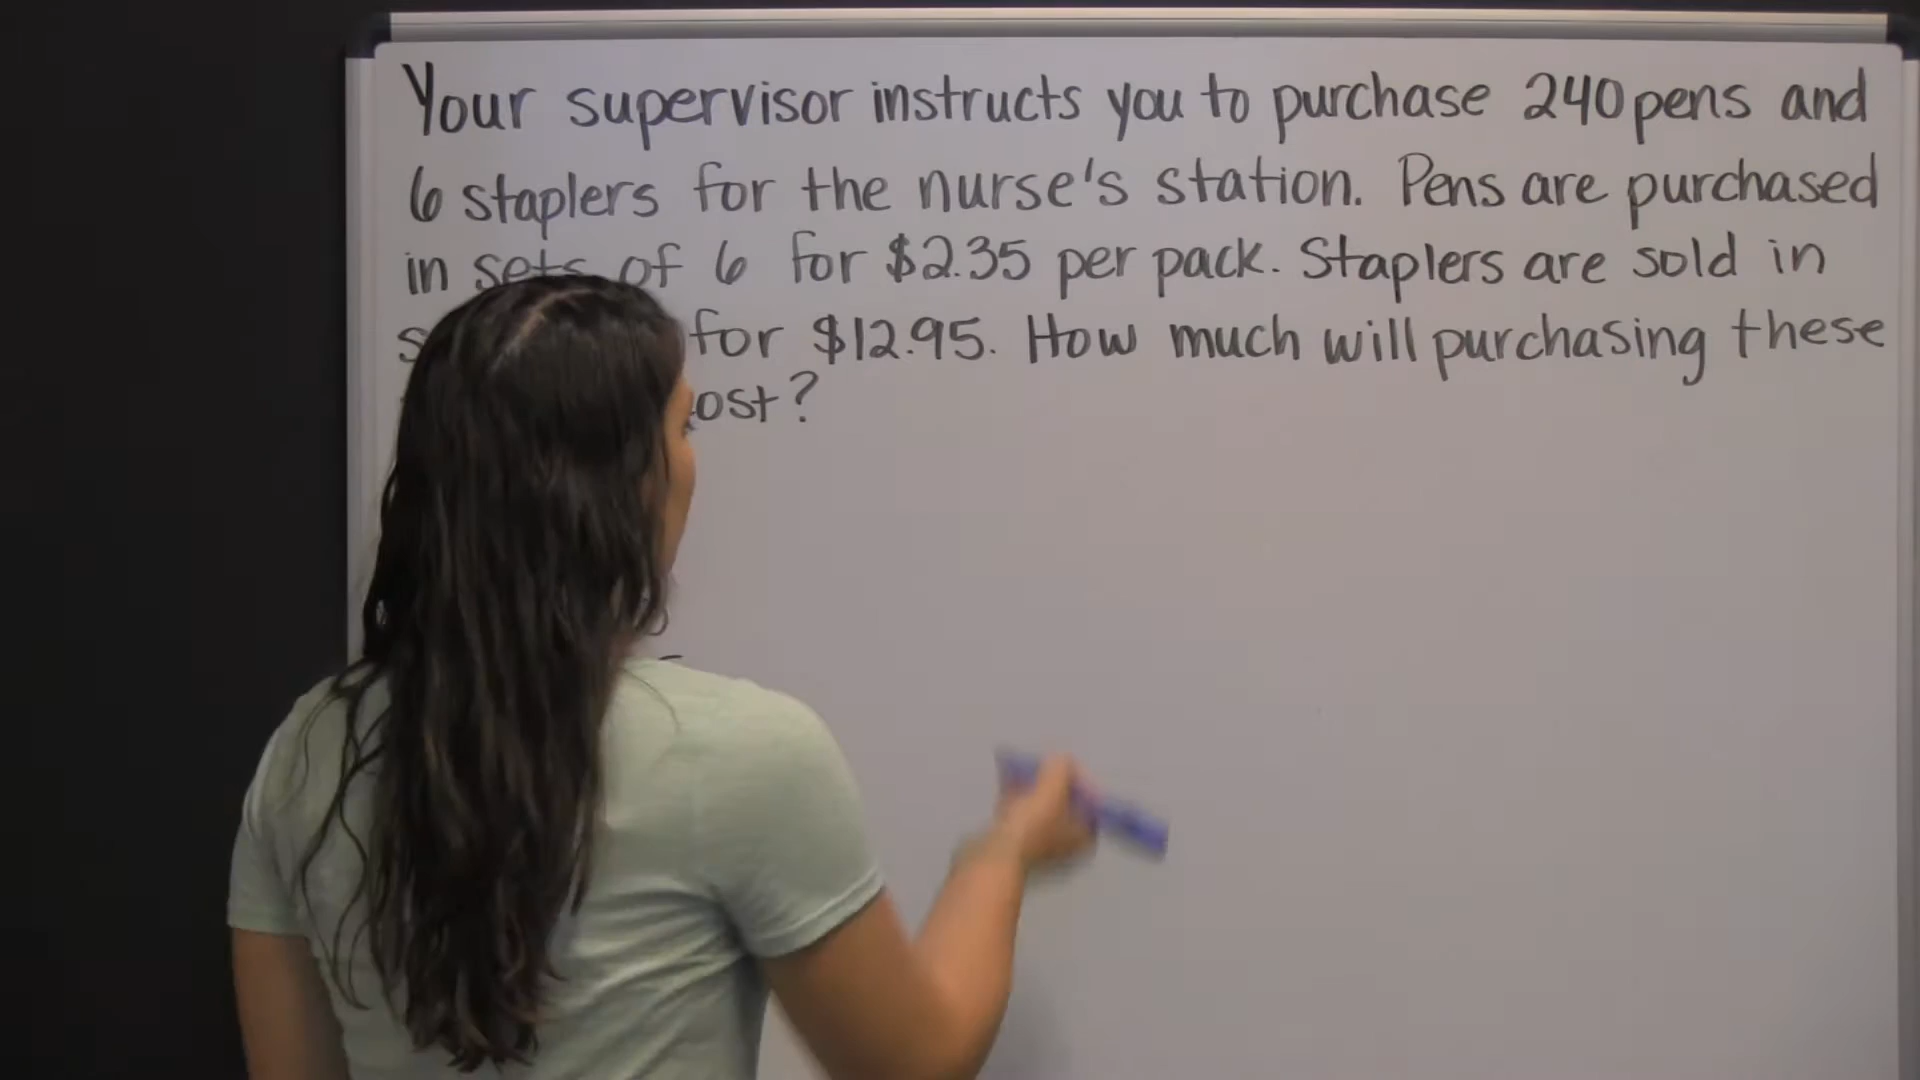 Your supervisor instructs you to purchase 240 pens and
6 staplers for the nurse's station. Pens are purchased
in sets of 6 for $2.35 per pack. Staplers are sold in
for $12.95. How much will purchasing these
?